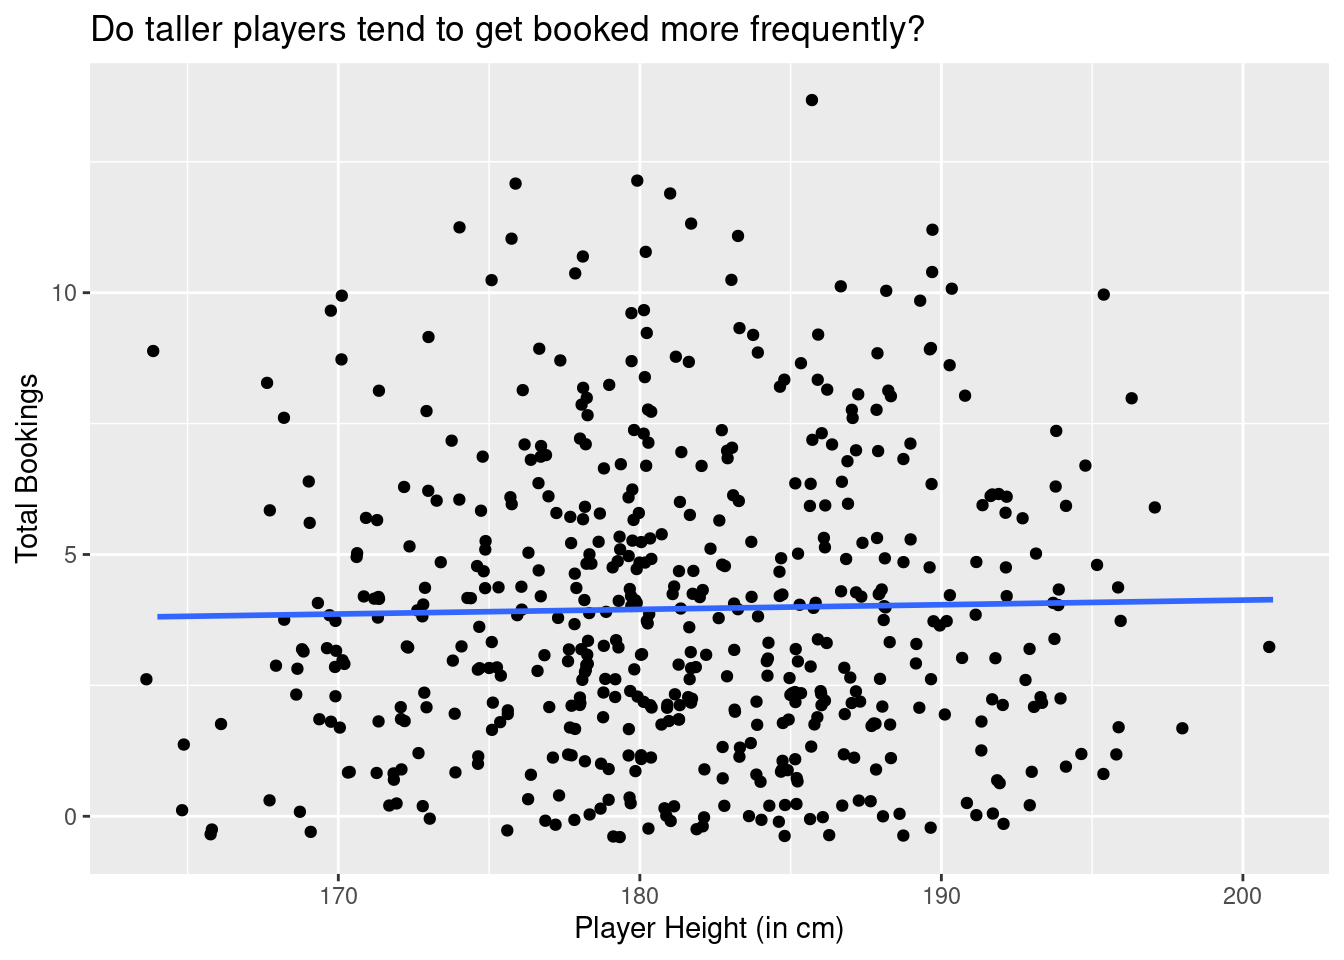 Do taller players tend to get booked more frequently?
Total Bookings
10
5
0
170 180 190 200
Player Height (in cm)